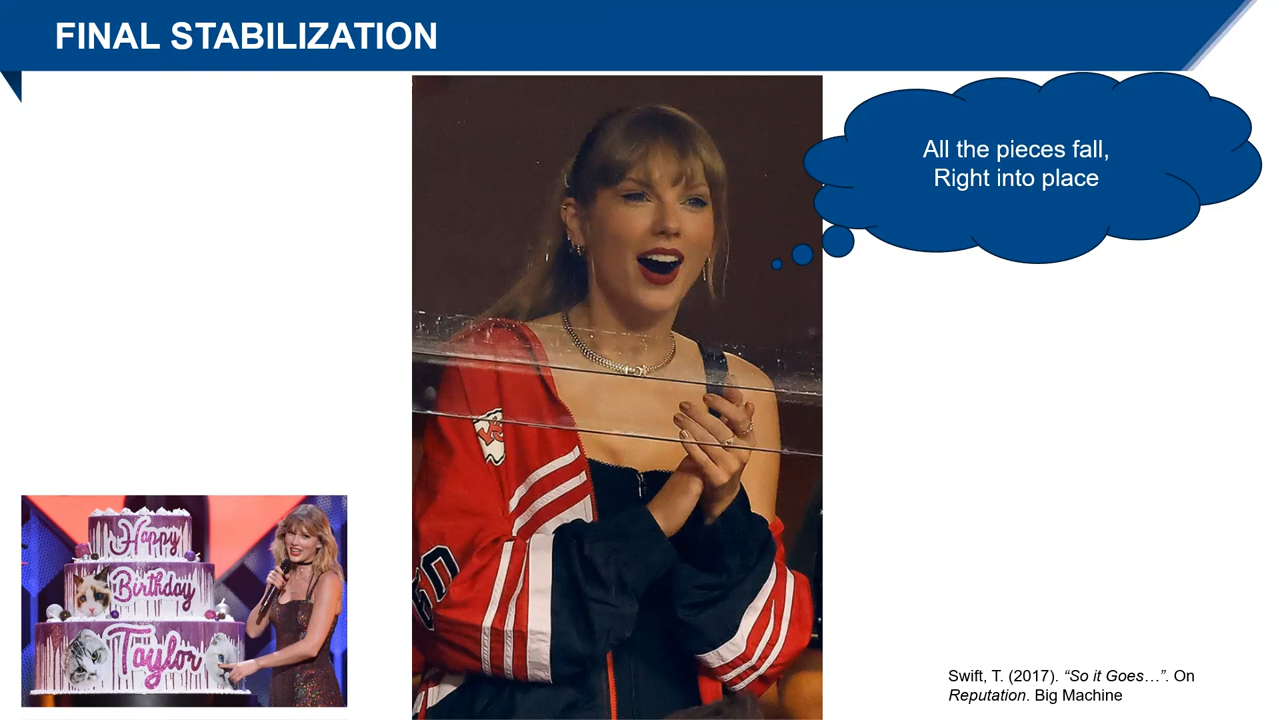 FINAL STABILIZATION
All the pieces fall,
Right into place
Happy
Birthday
Taylor
Swift, T. (2017). “So it Goes…”. On
Reputation. Big Machine